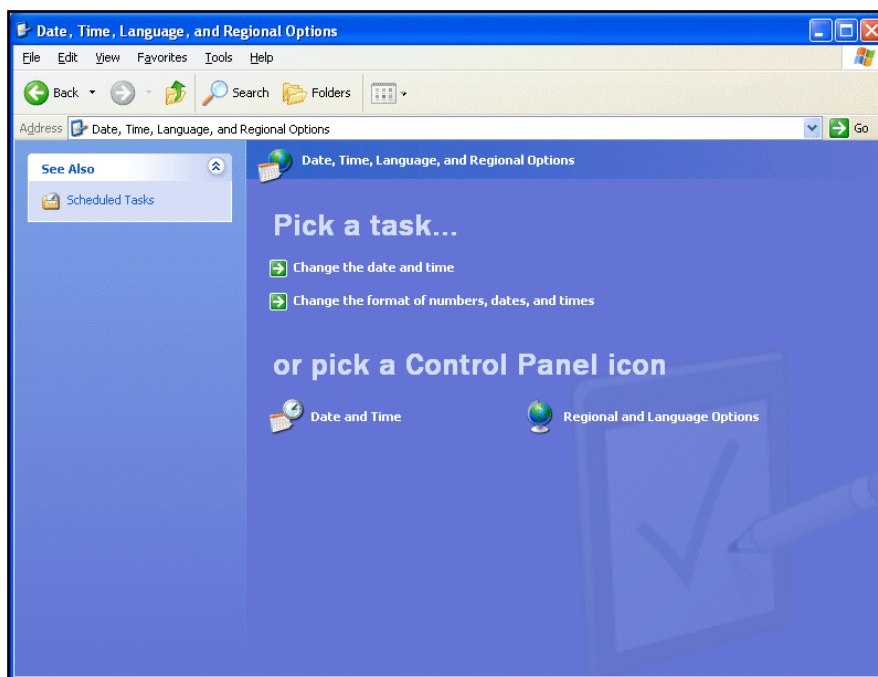 Date, Time, Language, and Regional Options
File Edit View Favorites Tools Help
Back Search Folders
Address Date, Time, Language, and Regional Options Go
See Also
Scheduled Tasks
Date, Time, Language, and Regional Options
Pick a task...
Change the date and time
Change the format of numbers, dates, and times
or pick a Control Panel icon
Date and Time Regional and Language Options